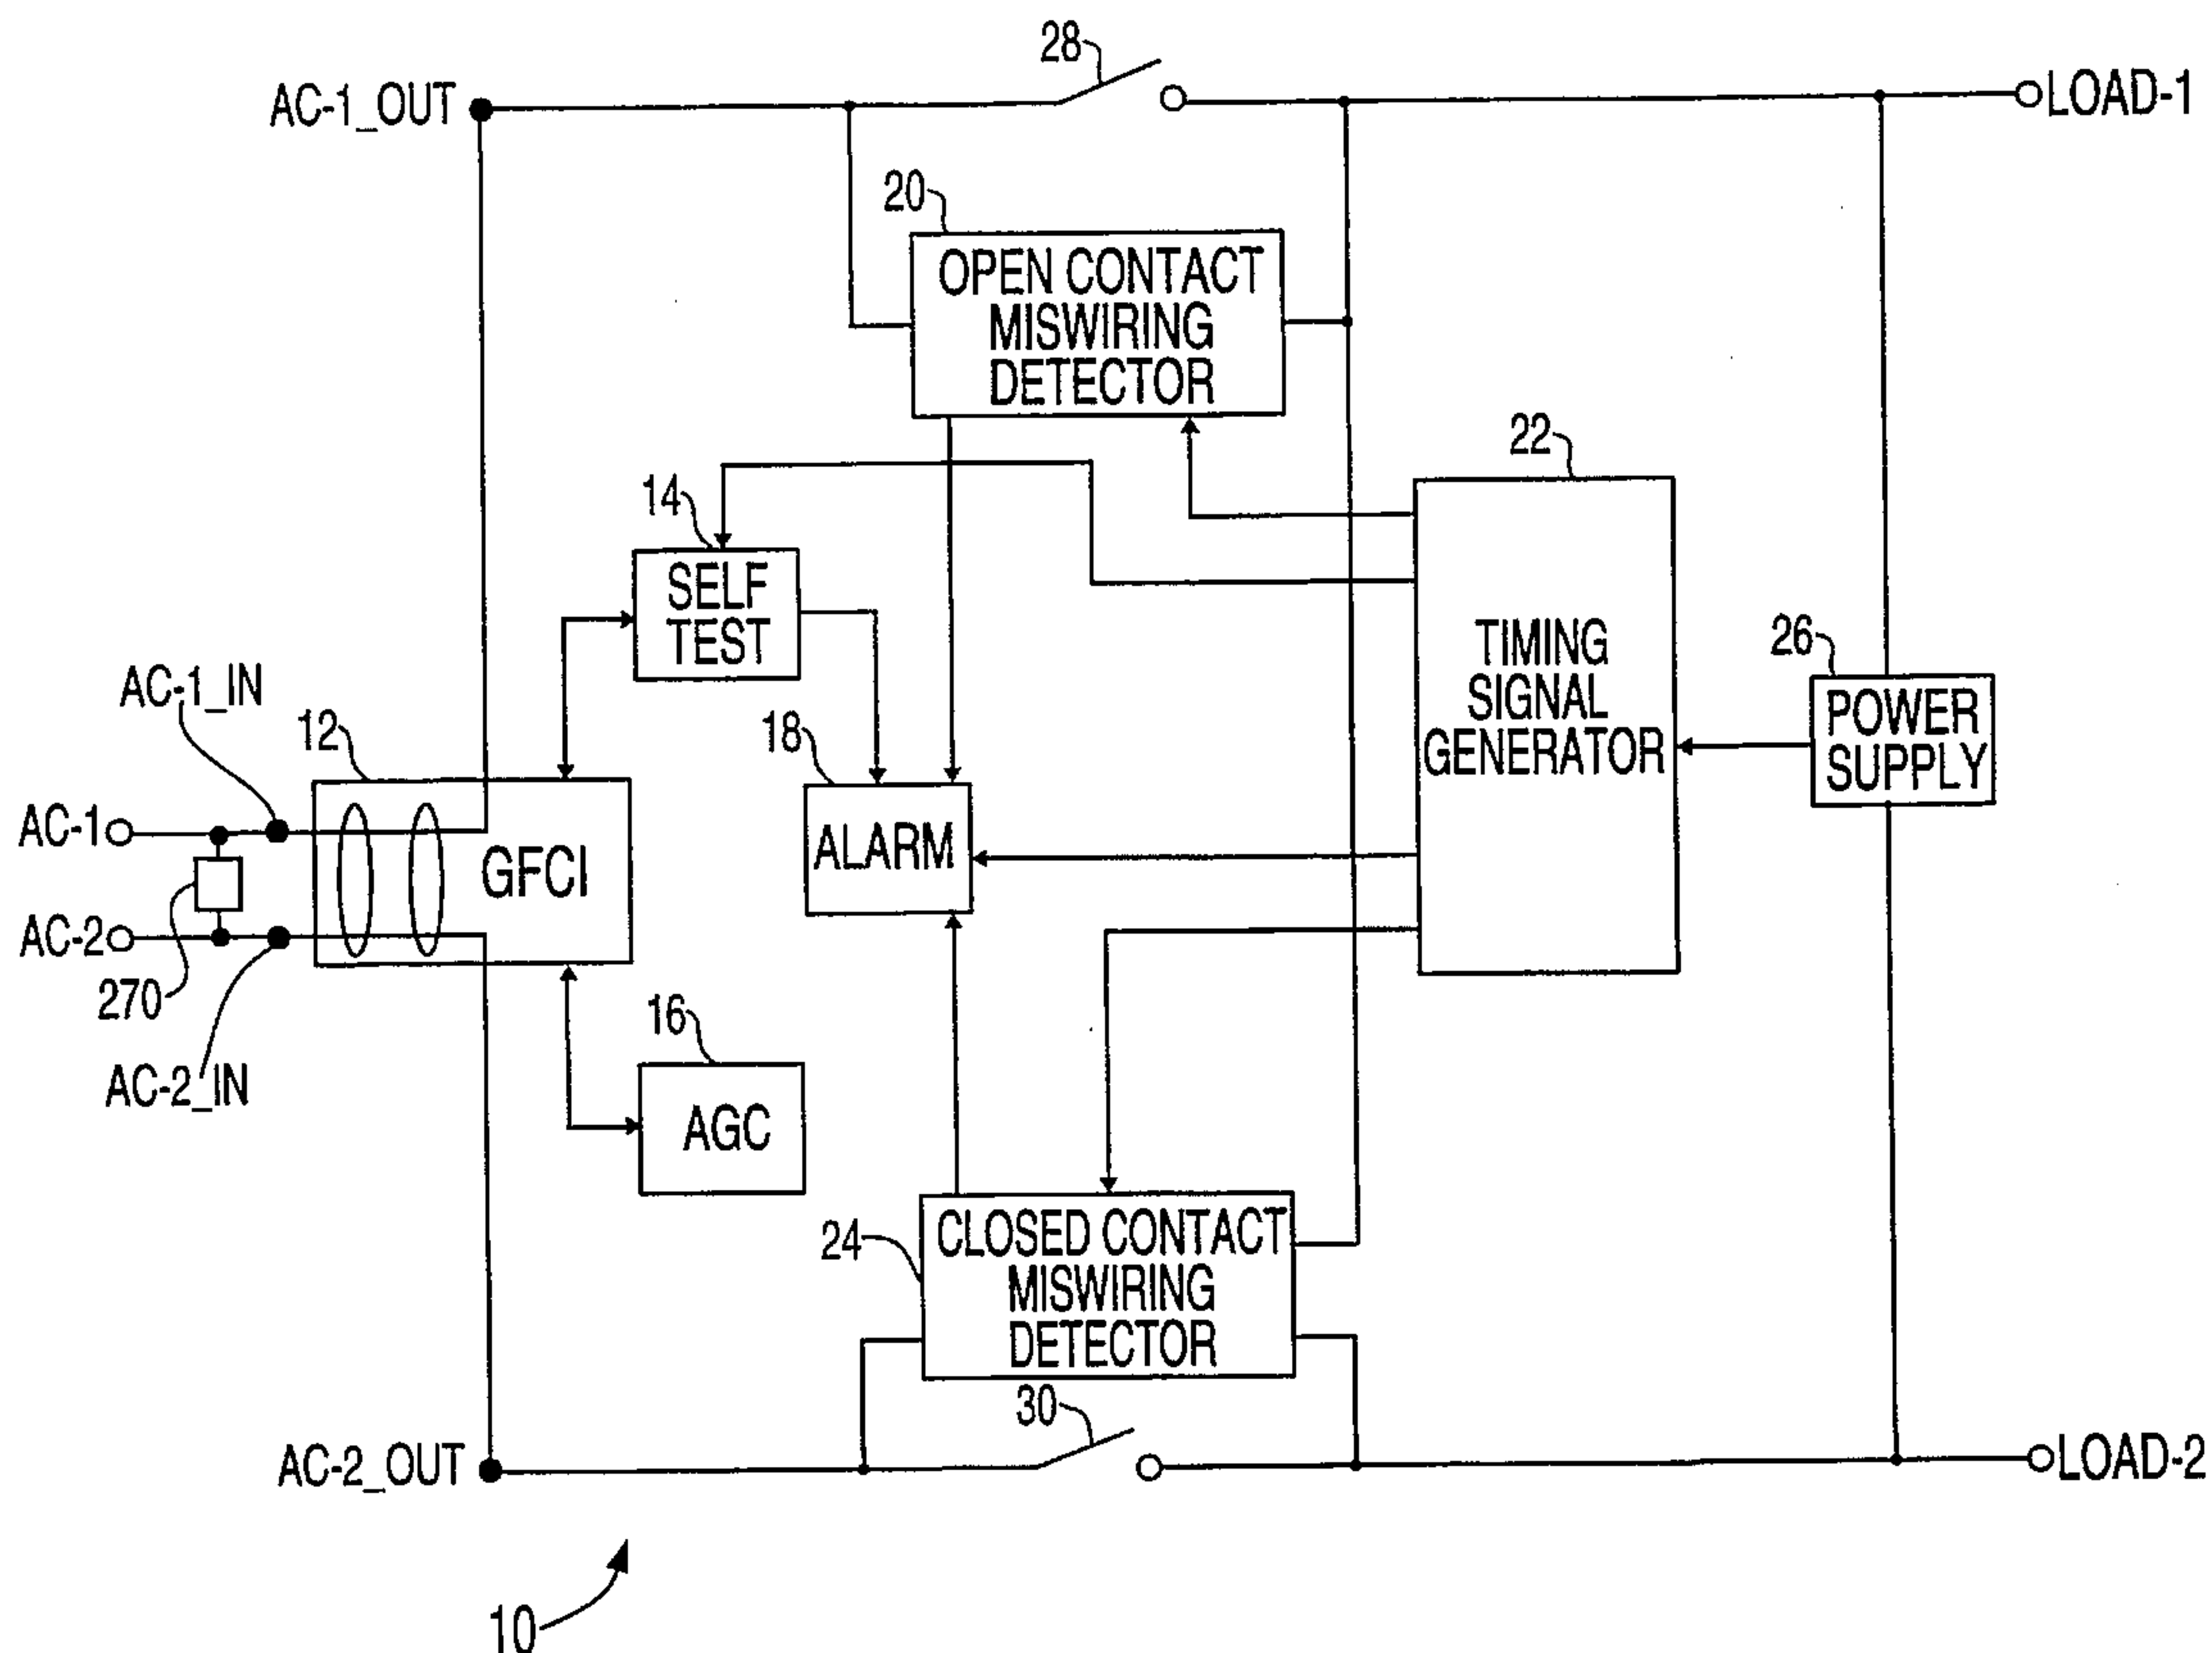 28
AC-1_OUT
LOAD-1
20
OPEN CONTACT
MISWIRING
DETECTOR
22
14
SELF
TEST
TIMING
SIGNAL
GENERATOR
26
POWER
SUPPLY
AC-1_IN
12
18
AC-1
GFCI
ALARM
AC-2
270
16
AC-2_IN
AGC
24
CLOSED CONTACT
MISWIRING
DETECTOR
30
AC-2_OUT
LOAD-2
10